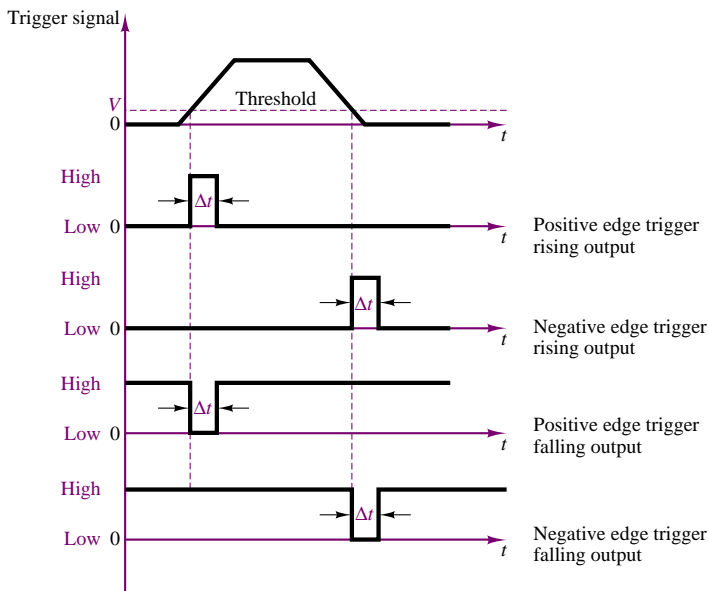 Trigger signal
Threshold
V
0
t
High
Δt
Low 0
t
Positive edge trigger
rising output
High
Δt
Low 0
t
Negative edge trigger
rising output
High
Δt
Low 0
t
Positive edge trigger
falling output
High
Δt
Low 0
t
Negative edge trigger
falling output